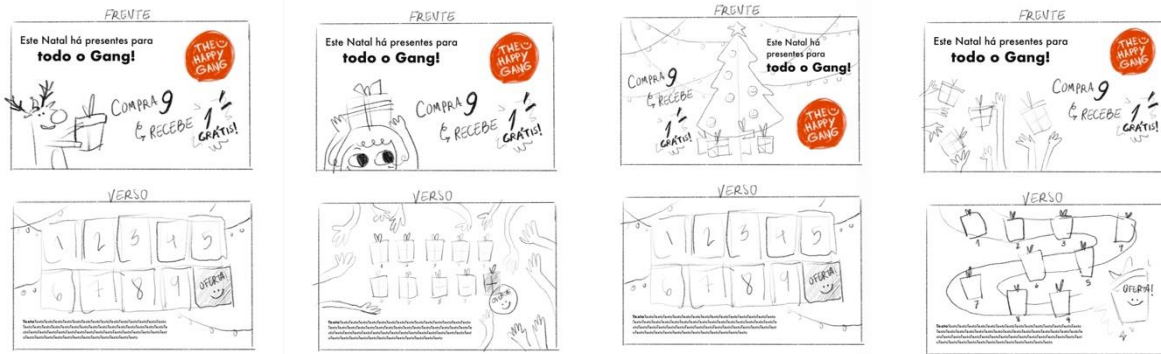 FRENTE
Este Natal há presentes para
todo o Gang!
THE
HAPPY
GANG
COMPRA 9
& RECEBE 1
GRÁTIS!
VERSO
1 2 3 4 5
6 7 8 9 OFERTA
FRENTE
Este Natal há presentes para
todo o Gang!
THE
HAPPY
GANG
COMPRA 9
& RECEBE 1
GRÁTIS!
VERSO
FRENTE
Este Natal há
presentes para
todo o Gang!
COMPRA 9
& RECEBE
1
GRÁTIS!
THE
HAPPY
GANG
VERSO
1 2 3 4 5
6 7 8 9 OFERTA
FRENTE
Este Natal há presentes para
todo o Gang!
THE
HAPPY
GANG
COMPRA 9
& RECEBE 1
GRÁTIS!
VERSO
1 2 3 4
6 5
7 8 9 OFERTA!